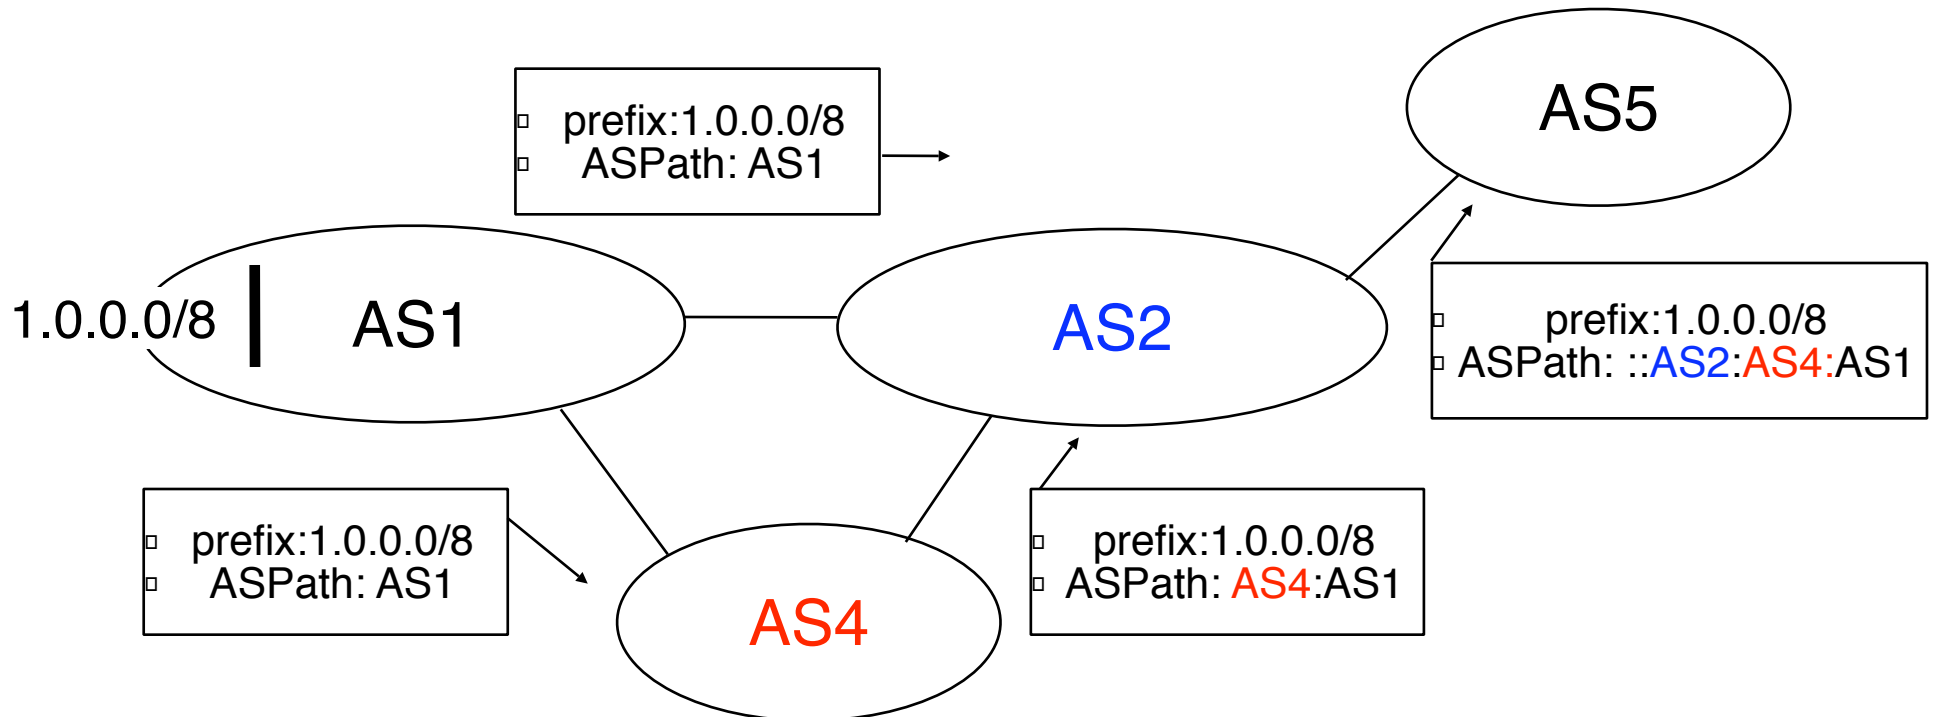 AS5
prefix:1.0.0.0/8
ASPath: AS1
1.0.0.0/8
AS1
AS2
prefix:1.0.0.0/8
ASPath: ::AS2:AS4:AS1
prefix:1.0.0.0/8
ASPath: AS1
AS4
prefix:1.0.0.0/8
ASPath: AS4:AS1